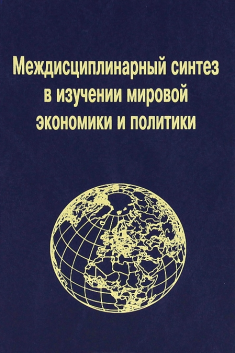 Междисциплинарный синтез
в изучении мировой
экономики и политики